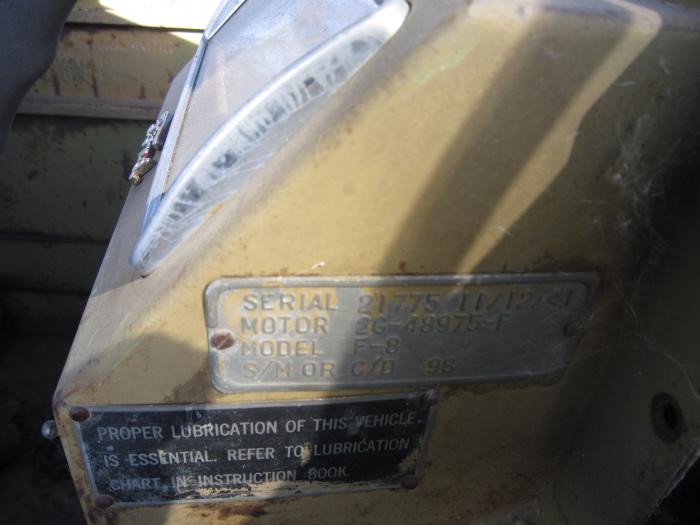 SERIAL 21775 11/12/41
MOTOR 2G-48975-F
MODEL F-8
S/M OR C/D 98
PROPER LUBRICATION OF THIS VEHICLE
IS ESSENTIAL. REFER TO LUBRICATION
CHART IN INSTRUCTION BOOK.